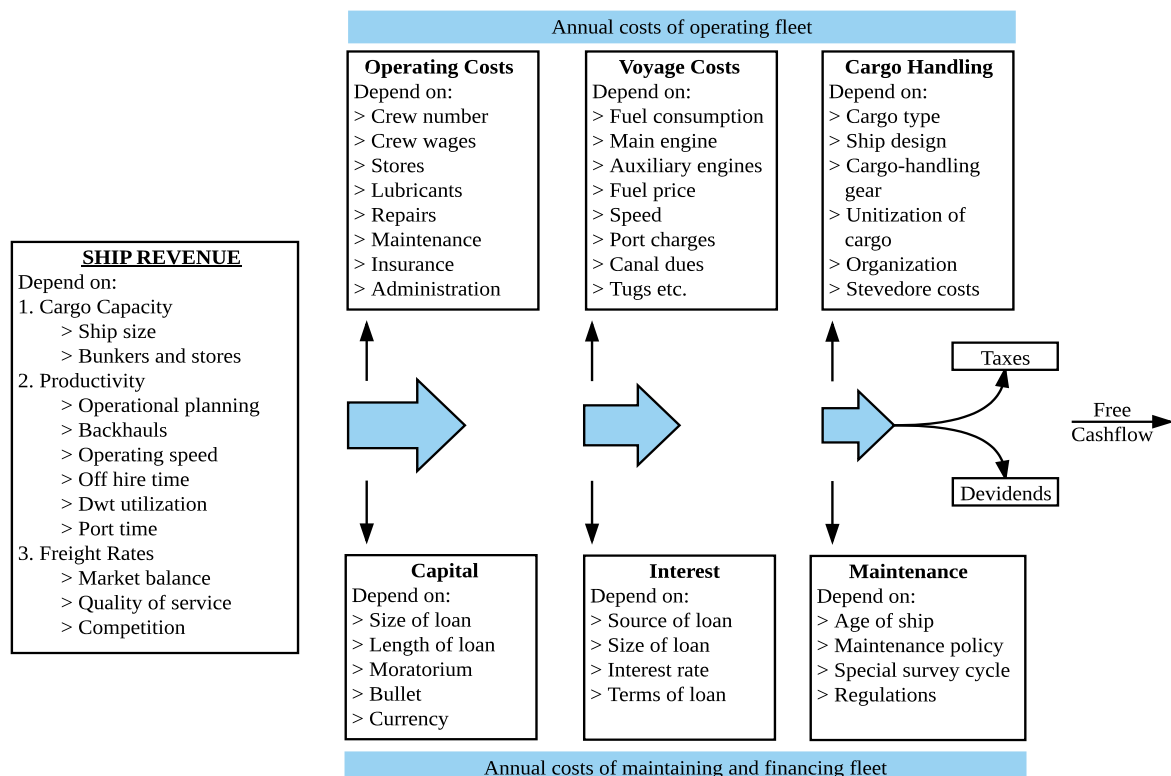 Annual costs of operating fleet
Operating Costs
Depend on:
> Crew number
> Crew wages
> Stores
> Lubricants
> Repairs
> Maintenance
> Insurance
> Administration
Voyage Costs
Depend on:
> Fuel consumption
> Main engine
> Auxiliary engines
> Fuel price
> Speed
> Port charges
> Canal dues
> Tugs etc.
Cargo Handling
Depend on:
> Cargo type
> Ship design
> Cargo-handling
gear
> Unitization of
cargo
> Organization
> Stevedore costs
SHIP REVENUE
Depend on:
1. Cargo Capacity
> Ship size
> Bunkers and stores
2. Productivity
> Operational planning
> Backhauls
> Operating speed
> Off hire time
> Dwt utilization
> Port time
3. Freight Rates
> Market balance
> Quality of service
> Competition
Taxes
Devidends
Free
Cashflow
Capital
Depend on:
> Size of loan
> Length of loan
> Moratorium
> Bullet
> Currency
Interest
Depend on:
> Source of loan
> Size of loan
> Interest rate
> Terms of loan
Maintenance
Depend on:
> Age of ship
> Maintenance policy
> Special survey cycle
> Regulations
Annual costs of maintaining and financing fleet